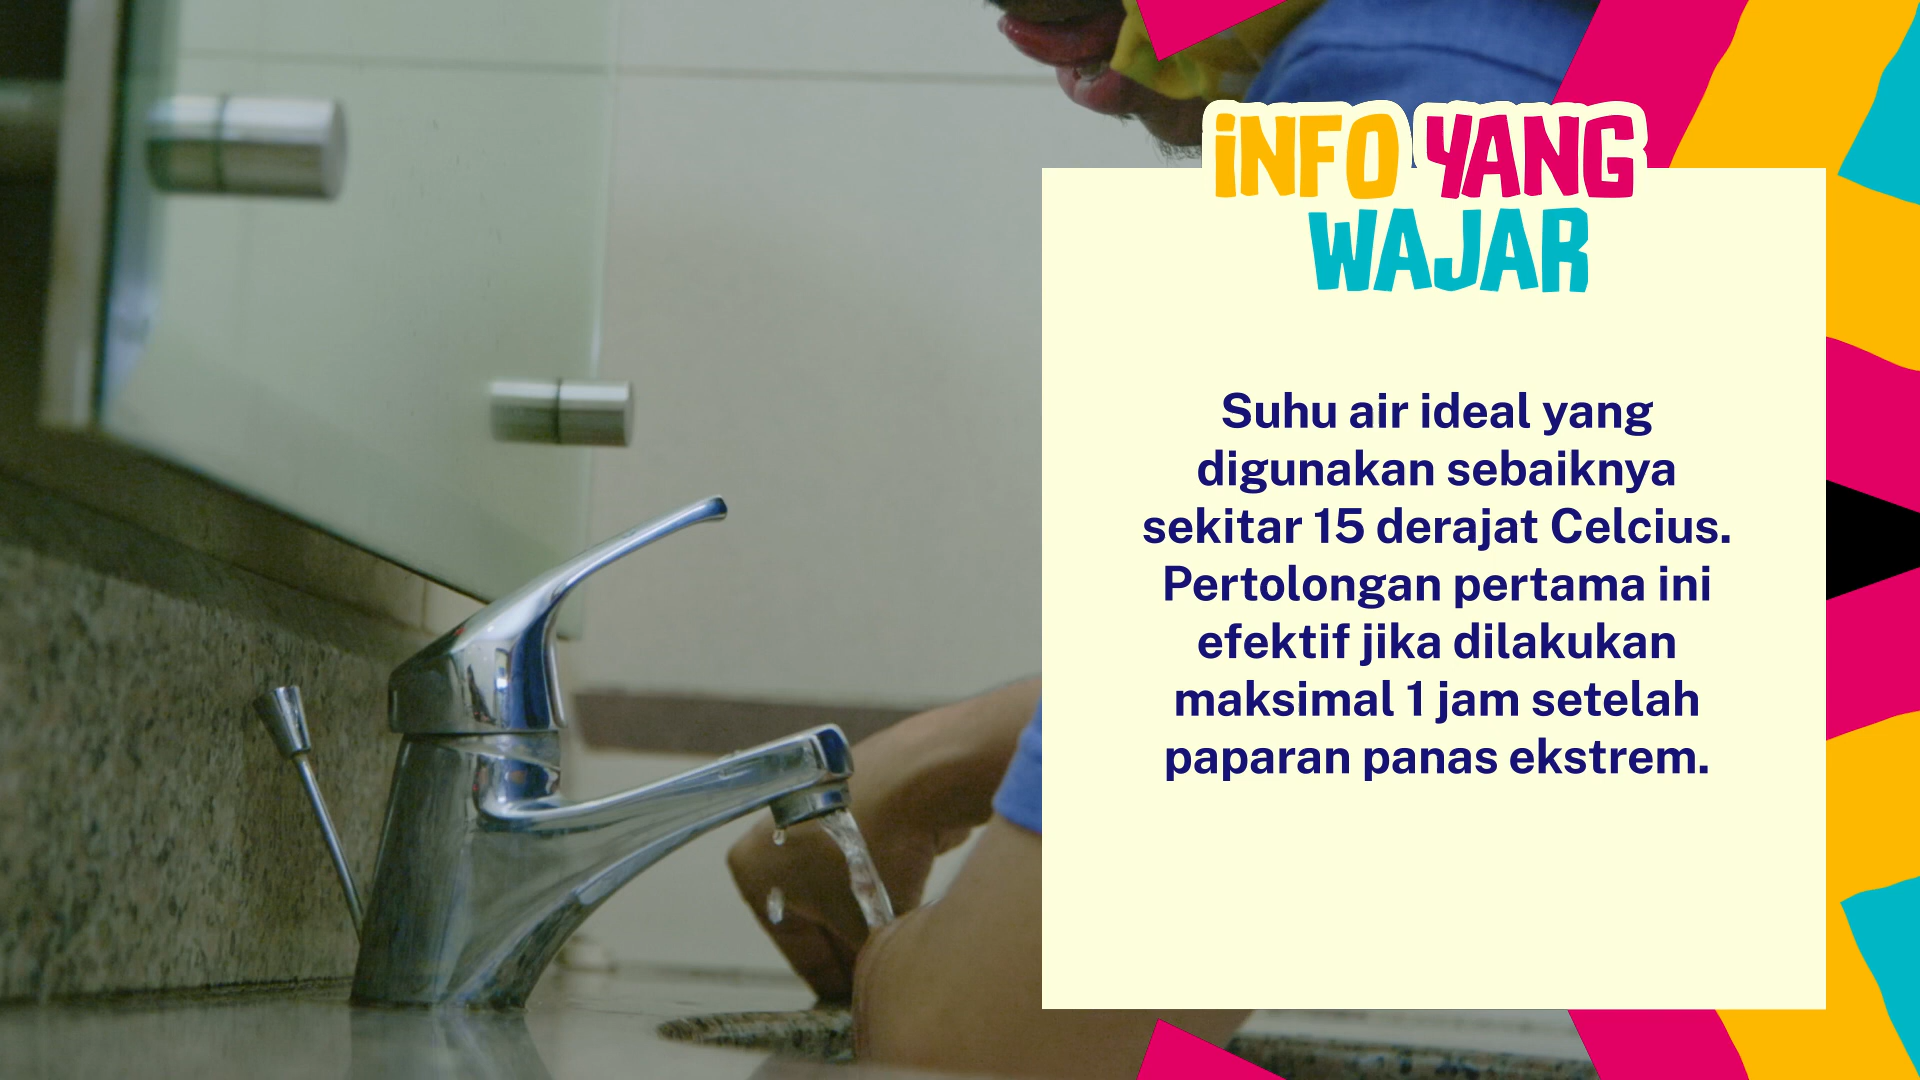 iNFO YANG
WAJAR
Suhu air ideal yang
digunakan sebaiknya
sekitar 15 derajat Celcius.
Pertolongan pertama ini
efektif jika dilakukan
maksimal 1 jam setelah
paparan panas ekstrem.